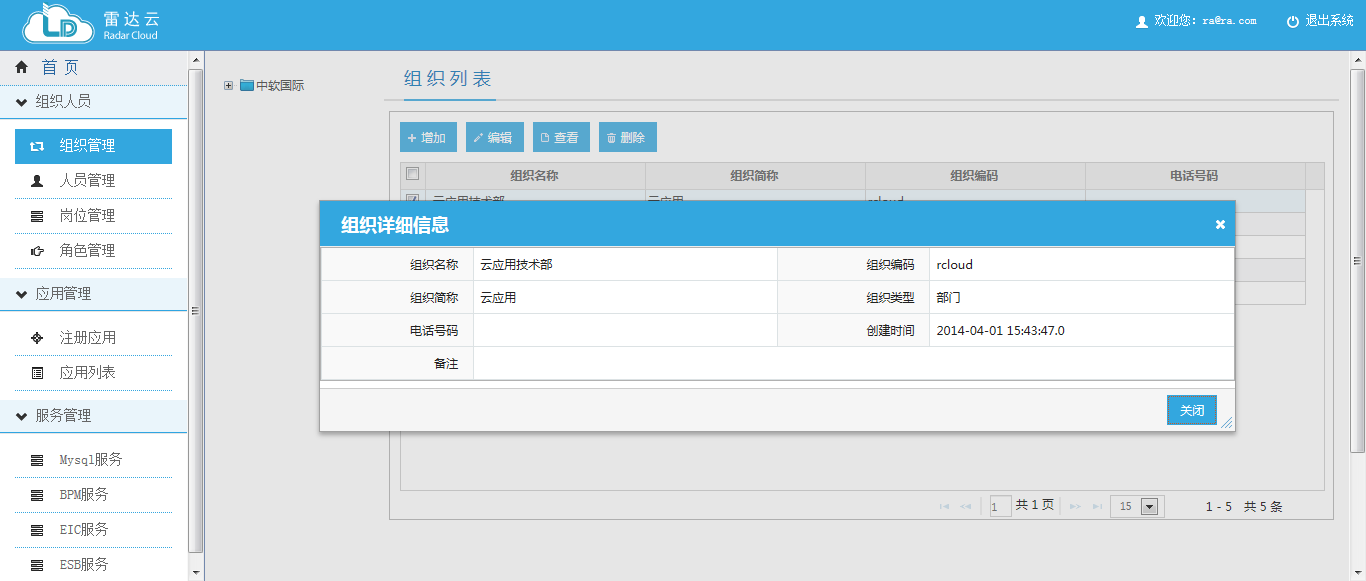 雷达云
Radar Cloud
欢迎您: ra@ra.com
退出系统
首 页
组织人员
组织管理
人员管理
岗位管理
角色管理
应用管理
注册应用
应用列表
服务管理
Mysql服务
BPM服务
EIC服务
ESB服务
中软国际
组织列表
增加 编辑 查看 删除
组织名称 组织简称 组织编码 电话号码
云应用技术部 云应用 rcloud
组织详细信息
组织名称 云应用技术部 组织编码 rcloud
组织简称 云应用 组织类型 部门
电话号码 创建时间 2014-04-01 15:43:47.0
备注
关闭
1 共 1 页 15 1 - 5 共 5 条